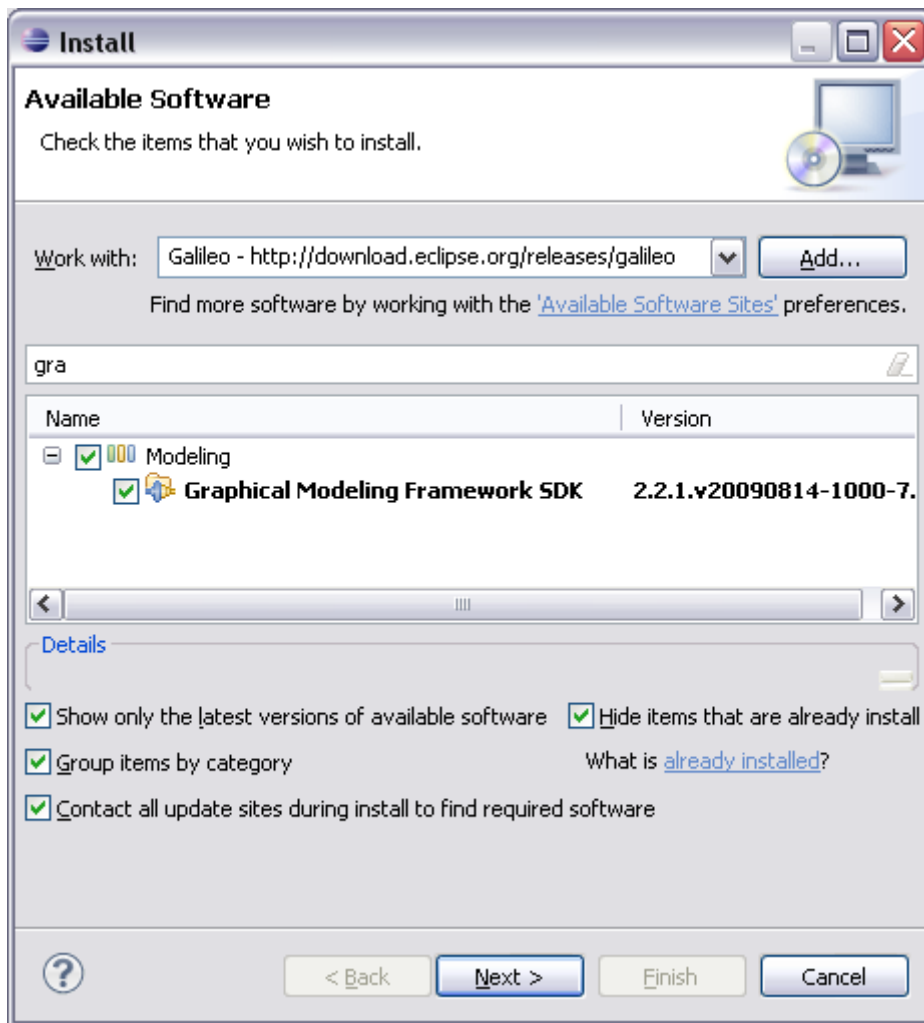 Install
Available Software
Check the items that you wish to install.
Work with: Galileo - http://download.eclipse.org/releases/galileo Add...
Find more software by working with the 'Available Software Sites' preferences.
gra
Name Version
Modeling
Graphical Modeling Framework SDK 2.2.1.v20090814-1000-7.
Details
Show only the latest versions of available software Hide items that are already install
Group items by category What is already installed?
Contact all update sites during install to find required software
? < Back Next > Finish Cancel